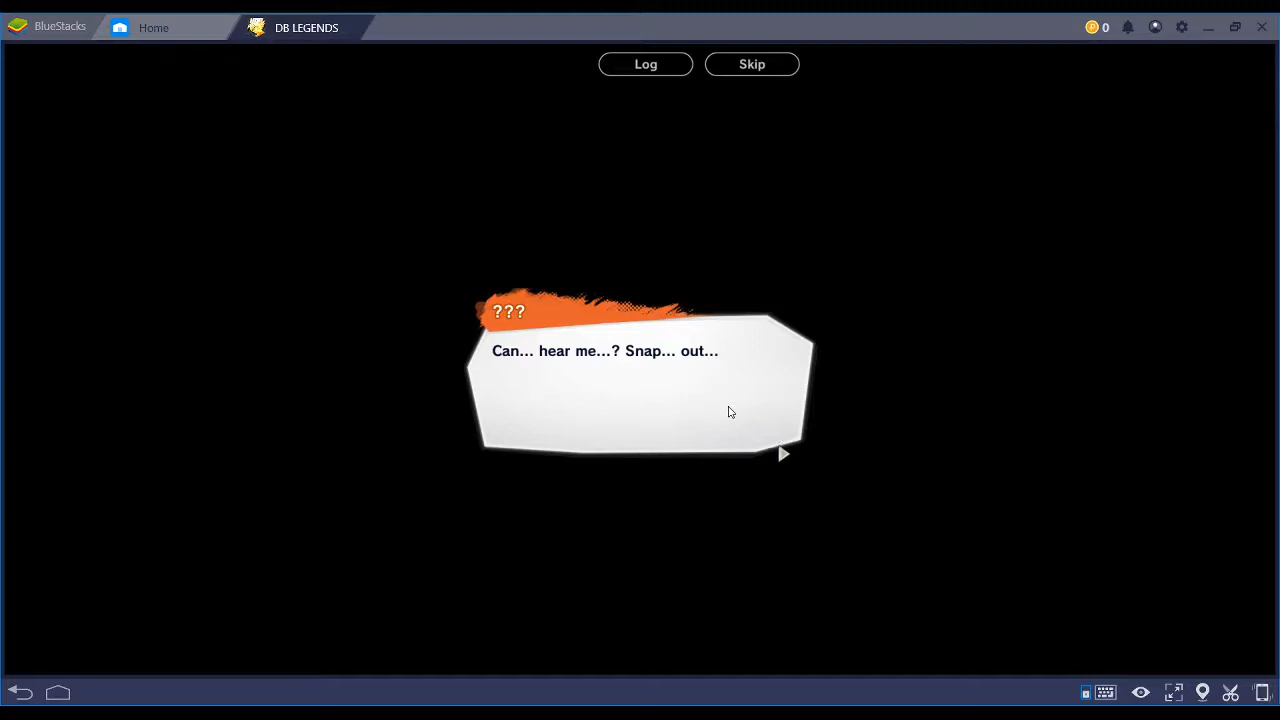 BlueStacks
Home
DB LEGENDS
0
Log
Skip
???
Can... hear me...? Snap... out...